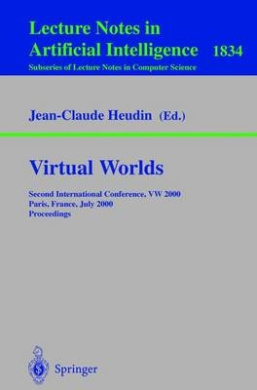 Lecture Notes in
Artificial Intelligence 1834
Subseries of Lecture Notes in Computer Science
Jean-Claude Heudin (Ed.)
Virtual Worlds
Second International Conference, VW 2000
Paris, France, July 2000
Proceedings
Springer